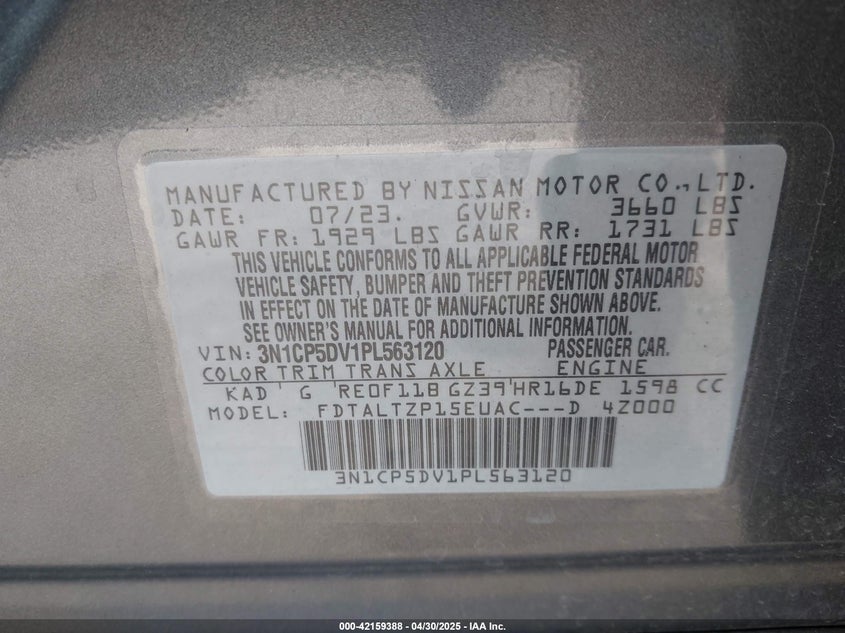 MANUFACTURED BY NISSAN MOTOR CO., LTD.
DATE: 07/23. GVWR: 3660 LBS
GAWR FR: 1929 LBS GAWR RR: 1731 LBS
THIS VEHICLE CONFORMS TO ALL APPLICABLE FEDERAL MOTOR
VEHICLE SAFETY, BUMPER AND THEFT PREVENTION STANDARDS
IN EFFECT ON THE DATE OF MANUFACTURE SHOWN ABOVE.
SEE OWNER'S MANUAL FOR ADDITIONAL INFORMATION.
VIN: 3N1CP5DV1PL563120 PASSENGER CAR.
COLOR TRIM TRANS AXLE ENGINE
KAD G RE0F11B GZ39 HR16DE 1598 CC
MODEL: FDTALTZP15EUAC---D 4Z000
3N1CP5DV1PL563120
000-42159388 - 04/30/2025 - IAA Inc.